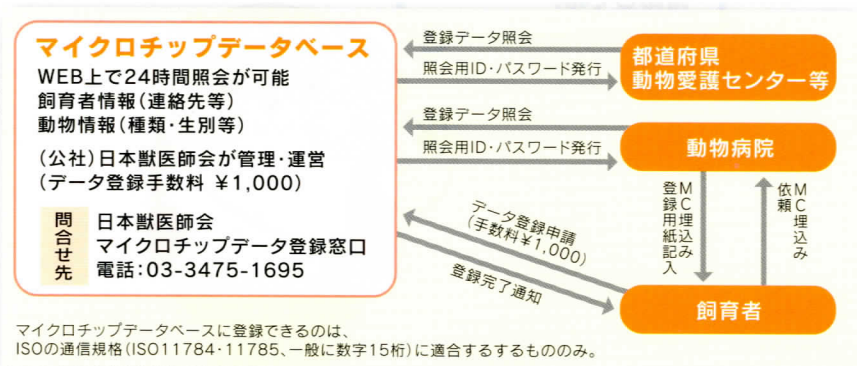 マイクロチップデータベース
WEB上で24時間照会が可能
飼育者情報(連絡先等)
動物情報(種類・生別等)
(公社)日本獣医師会が管理・運営
(データ登録手数料 ¥1,000)
問合せ先
日本獣医師会
マイクロチップデータ登録窓口
電話:03-3475-1695
登録データ照会
照会用ID・パスワード発行
都道府県
動物愛護センター等
登録データ照会
照会用ID・パスワード発行
動物病院
データ登録申請
(手数料¥1,000)
登録完了通知
MC埋込み
登録用紙記入
MC埋込み
依頼
飼育者
マイクロチップデータベースに登録できるのは、
ISOの通信規格(ISO11784・11785、一般に数字15桁)に適合するするもののみ。